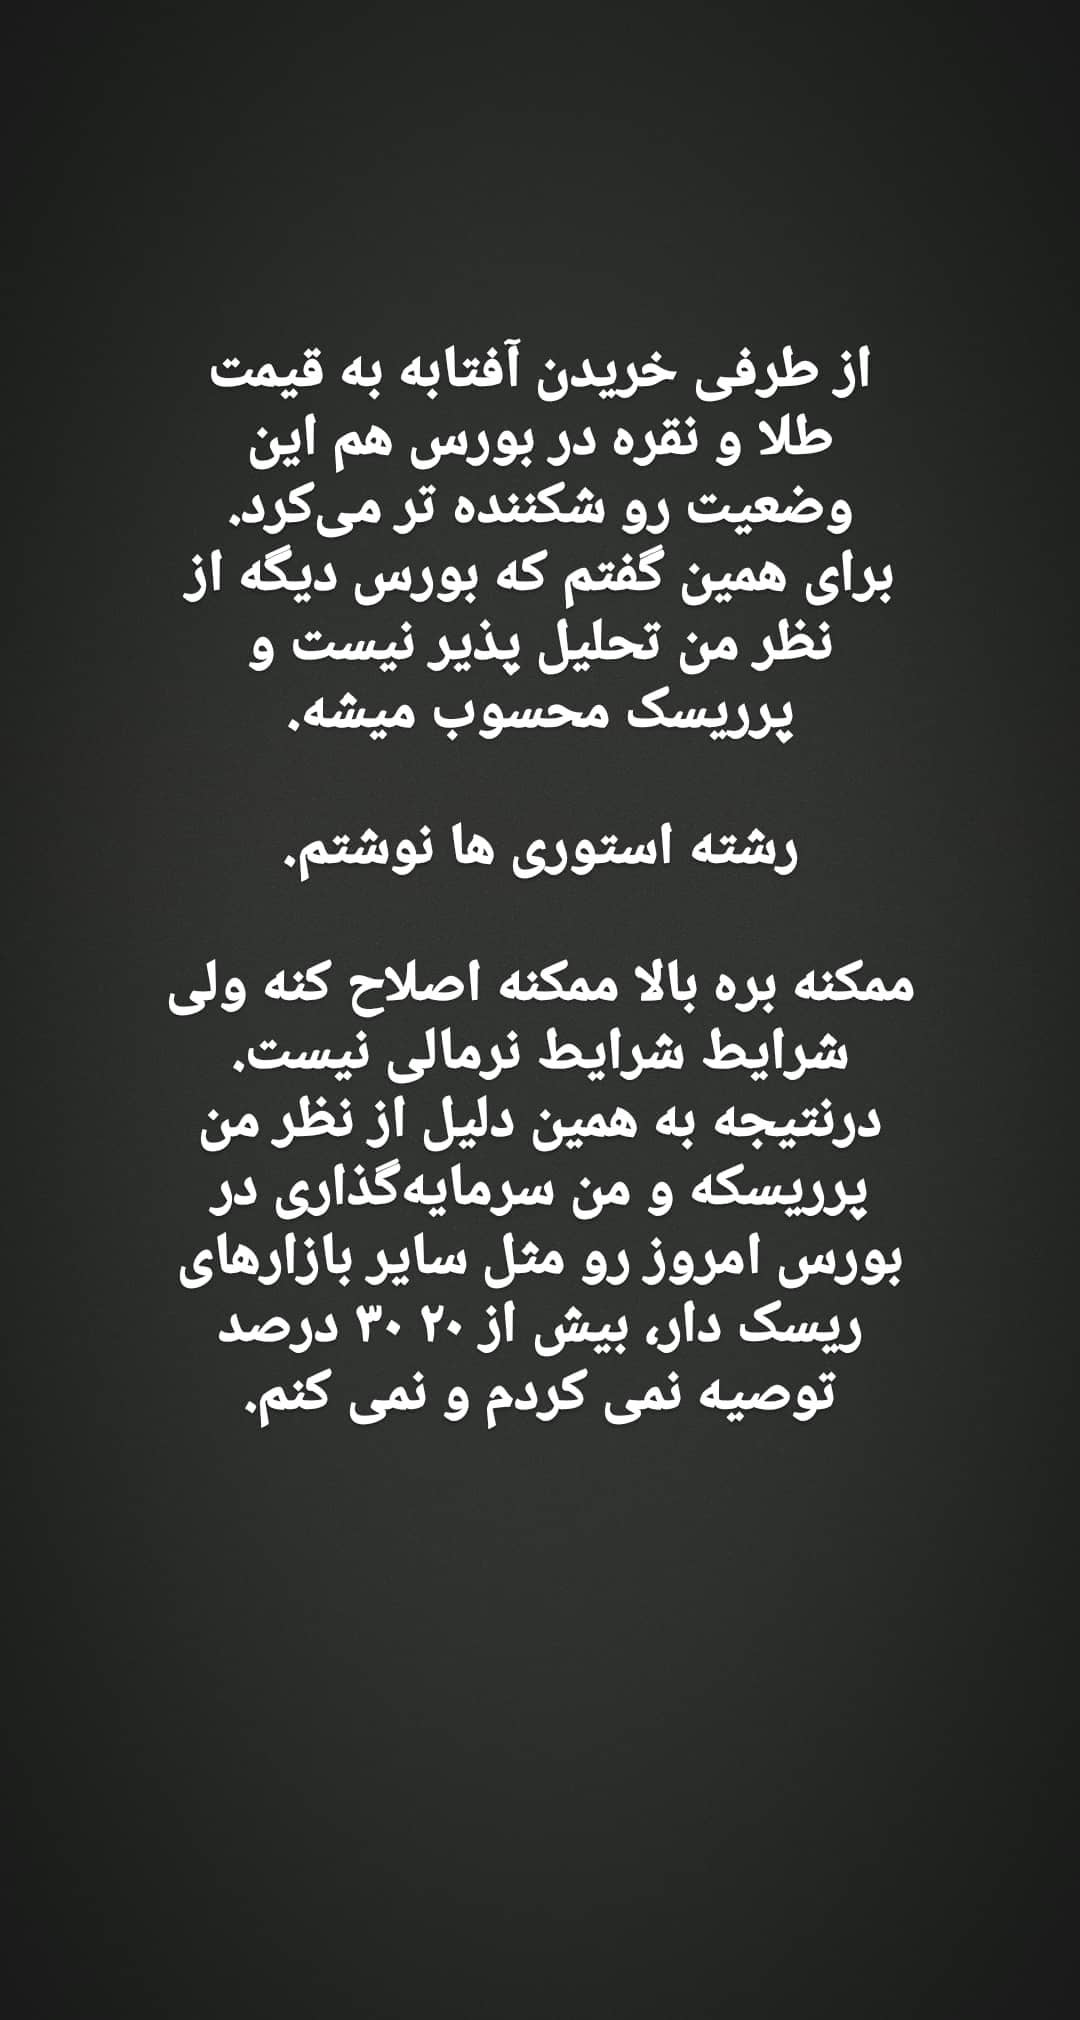 از طرفی خریدن آفتابه به قیمت
طلا و نقره در بورس هم این
وضعیت رو شکننده تر می‌کرد.
برای همین گفتم که بورس دیگه از
نظر من تحلیل پذیر نیست و
پرریسک محسوب میشه.
رشته استوری ها نوشتم.
ممکنه بره بالا ممکنه اصلاح کنه ولی
شرایط شرایط نرمالی نیست.
درنتیجه به همین دلیل از نظر من
پرریسکه و من سرمایه‌گذاری در
بورس امروز رو مثل سایر بازارهای
ریسک دار، بیش از ۲۰ ۳۰ درصد
توصیه نمی کردم و نمی کنم.